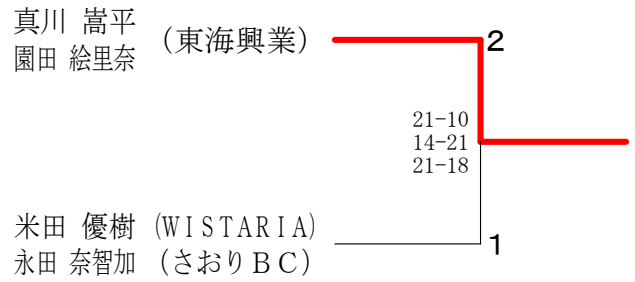 真川 嵩平
園田 絵里奈 (東海興業)
2
21-10
14-21
21-18
米田 優樹 (WISTARIA)
永田 奈智加 (さおりBC)
1